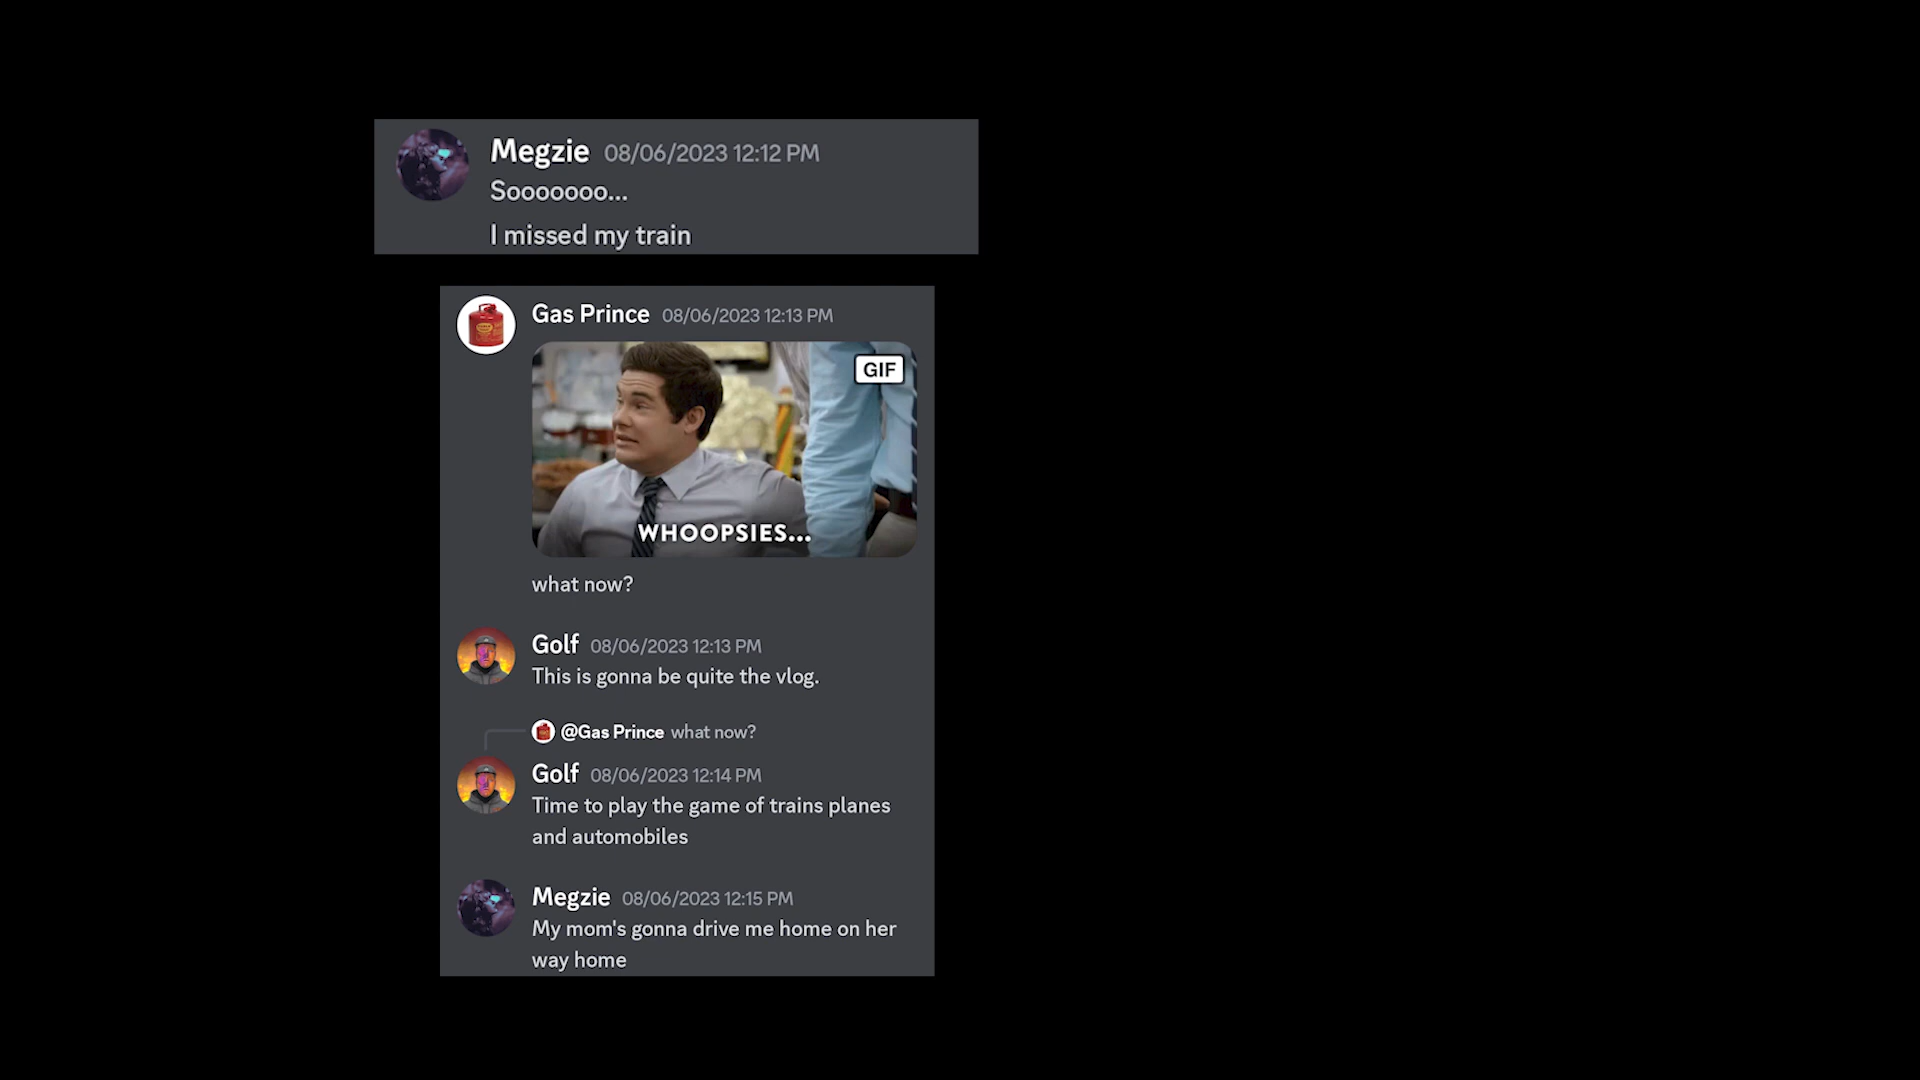 Megzie 08/06/2023 12:12 PM
Sooooooo...
I missed my train
Gas Prince 08/06/2023 12:13 PM
GIF
WHOOPSIES...
what now?
Golf 08/06/2023 12:13 PM
This is gonna be quite the vlog.
@Gas Prince what now?
Golf 08/06/2023 12:14 PM
Time to play the game of trains planes
and automobiles
Megzie 08/06/2023 12:15 PM
My mom's gonna drive me home on her
way home